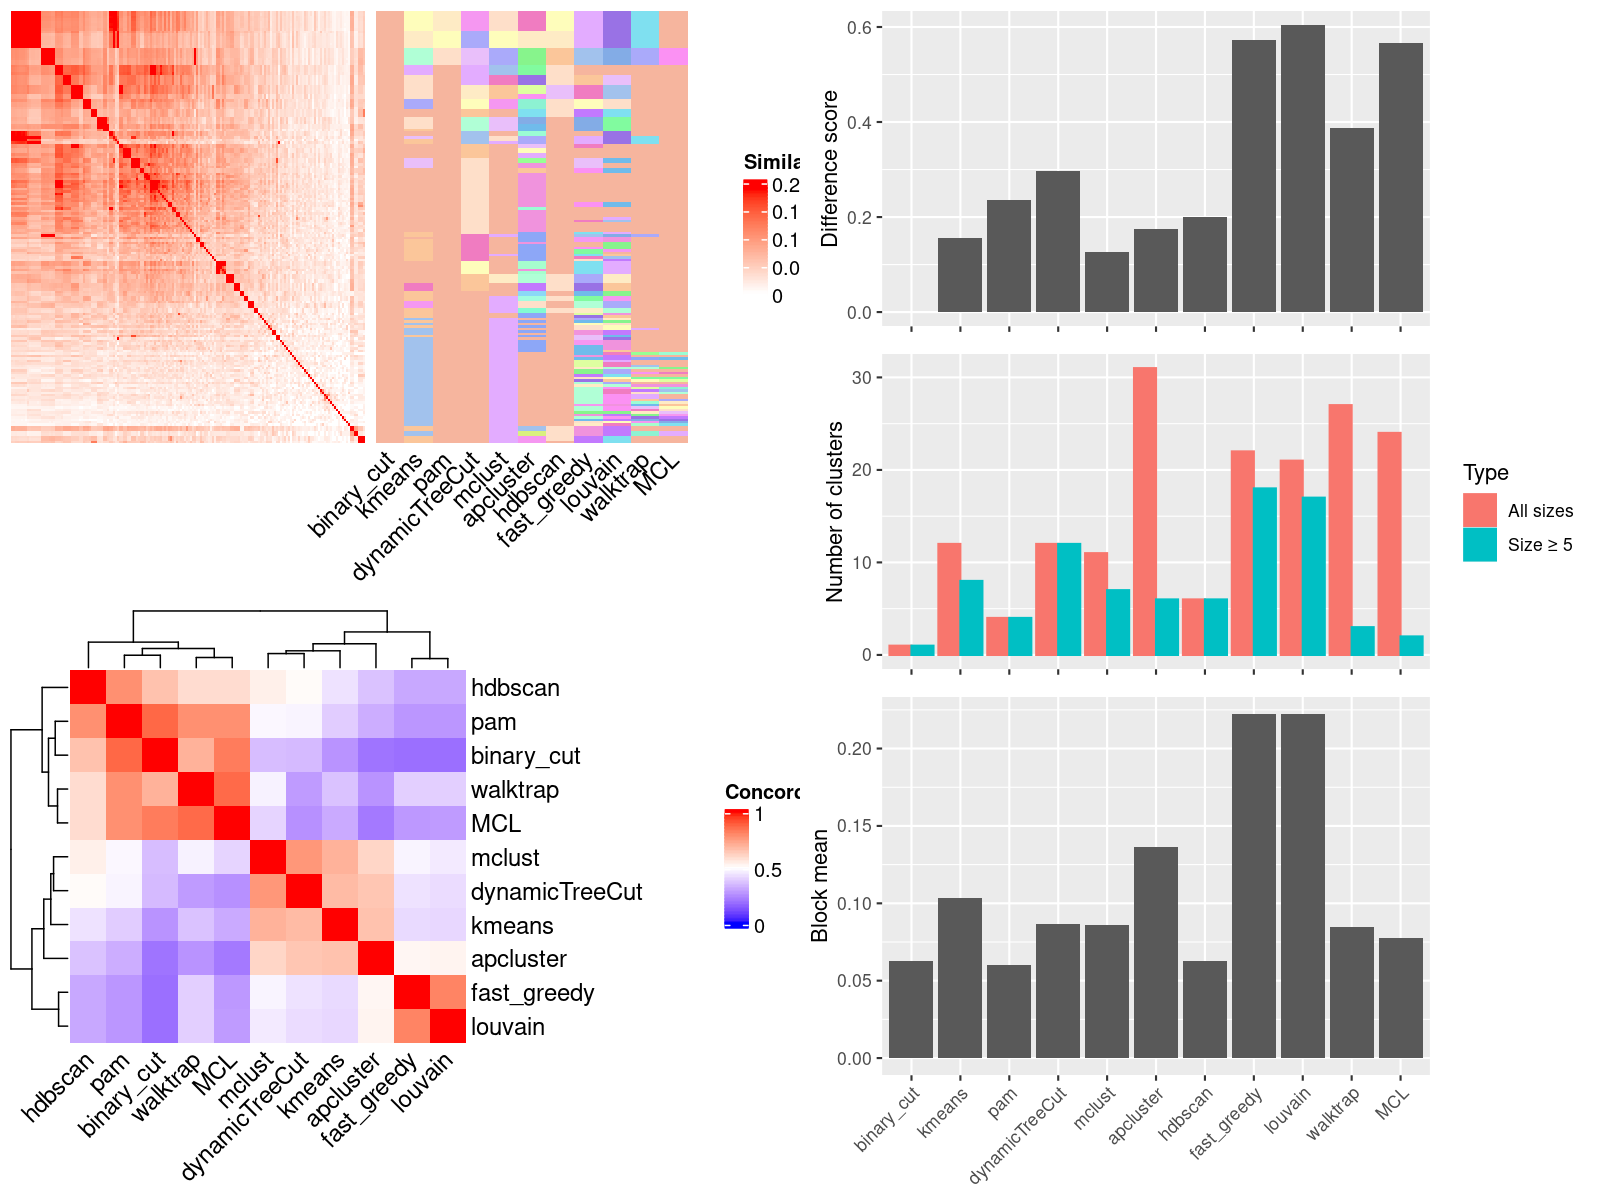 Simila
0.2
0.1
0.1
0.0
0
binary_cut
kmeans
pam
dynamicTreeCut
mclust
apcluster
hdbscan
fast_greedy
louvain
walktrap
MCL
hdbscan
pam
binary_cut
walktrap
MCL
mclust
dynamicTreeCut
kmeans
apcluster
fast_greedy
louvain
hdbscan
pam
binary_cut
walktrap
MCL
mclust
dynamicTreeCut
kmeans
apcluster
fast_greedy
louvain
Concord
1
0.5
0
Difference score
0.6
0.4
0.2
0.0
Number of clusters
30
20
10
0
Type
All sizes
Size ≥ 5
Block mean
0.20
0.15
0.10
0.05
0.00
binary_cut
kmeans
pam
dynamicTreeCut
mclust
apcluster
hdbscan
fast_greedy
louvain
walktrap
MCL